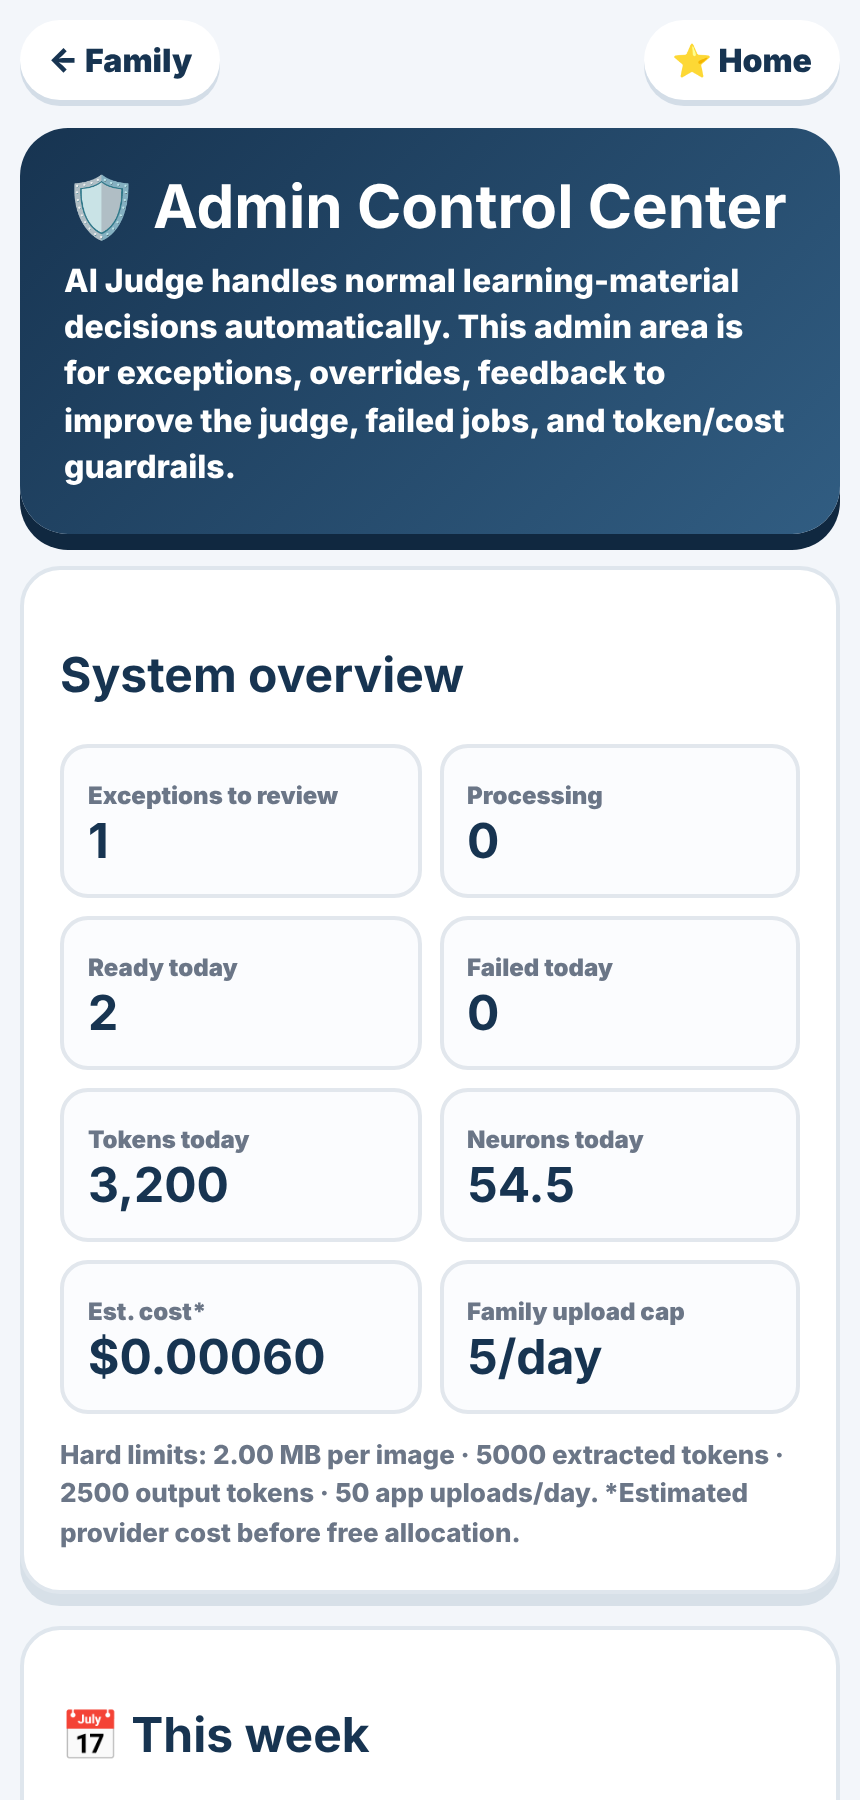 ← Family
⭐ Home
🛡️ Admin Control Center
AI Judge handles normal learning-material
decisions automatically. This admin area is
for exceptions, overrides, feedback to
improve the judge, failed jobs, and token/cost
guardrails.
System overview
Exceptions to review
1
Processing
0
Ready today
2
Failed today
0
Tokens today
3,200
Neurons today
54.5
Est. cost*
$0.00060
Family upload cap
5/day
Hard limits: 2.00 MB per image · 5000 extracted tokens ·
2500 output tokens · 50 app uploads/day. *Estimated
provider cost before free allocation.
📅 This week